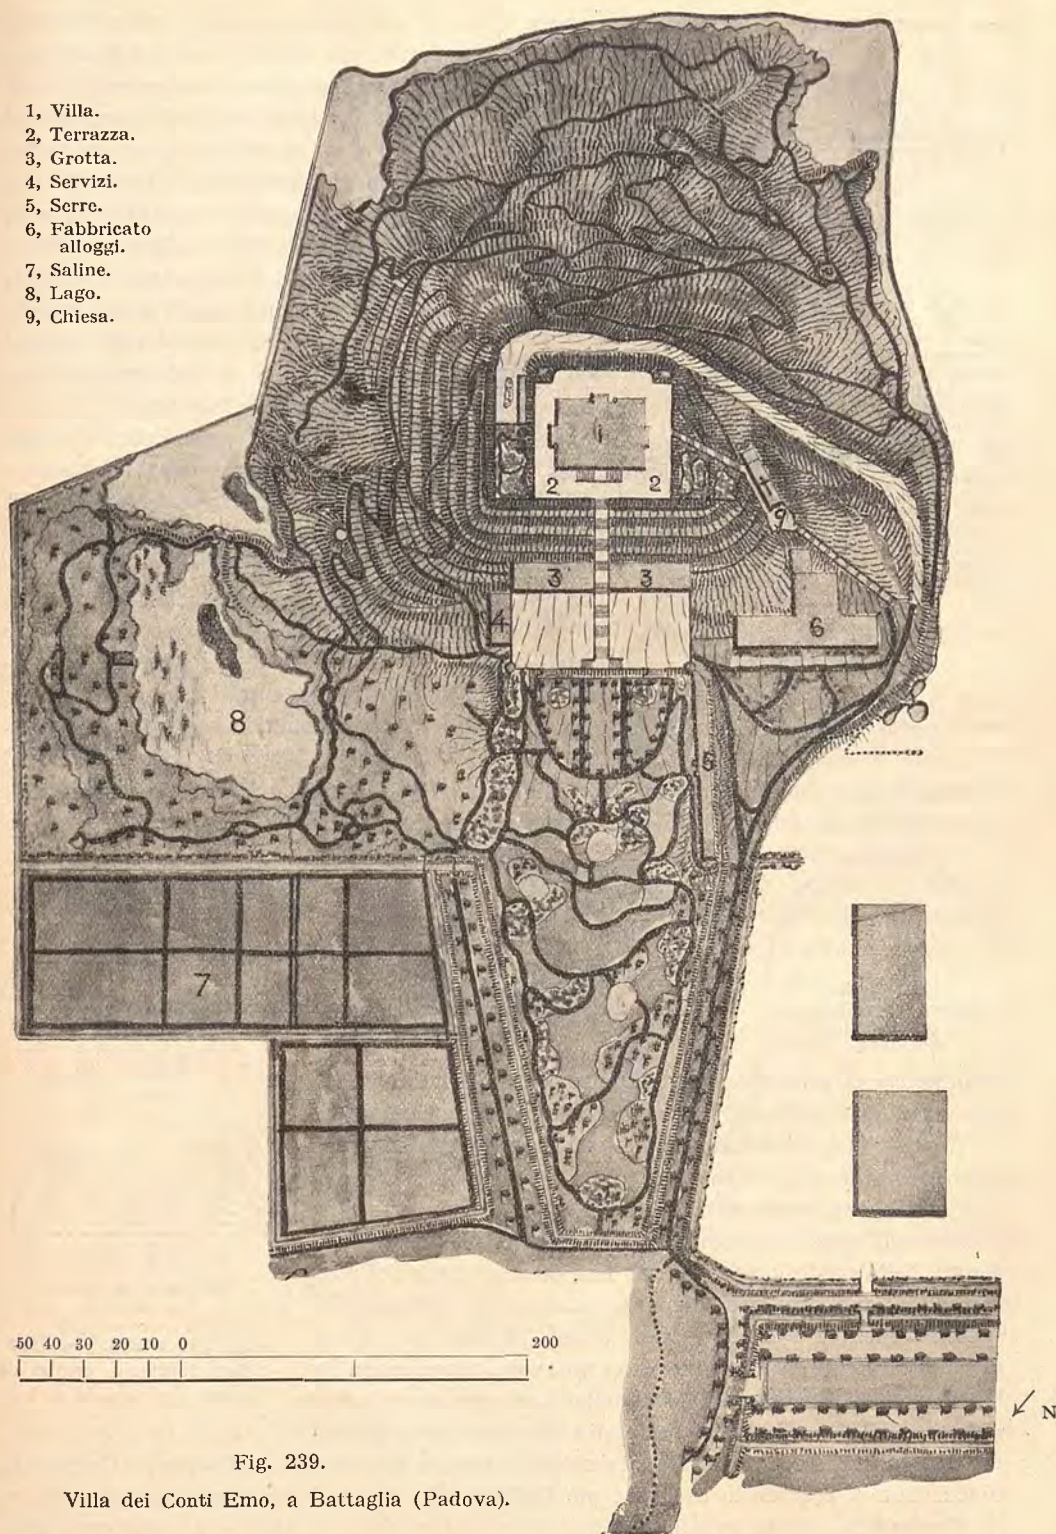 1, Villa.
2, Terrazza.
3, Grotta.
4, Servizi.
5, Serre.
6, Fabbricato
alloggi.
7, Saline.
8, Lago.
9, Chiesa.
1
2 2
9
3 3
4
6
8
5
7
50 40 30 20 10 0 200
N
Fig. 239.
Villa dei Conti Emo, a Battaglia (Padova).